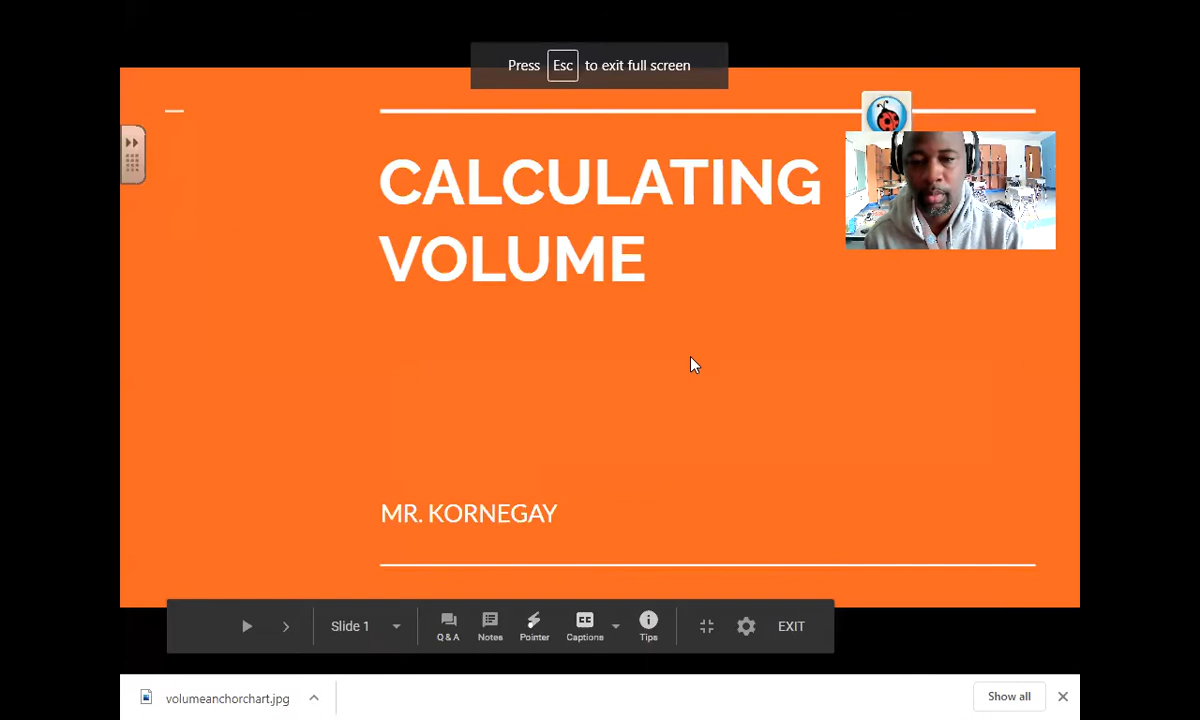 Press Esc to exit full screen
CALCULATING
VOLUME
MR. KORNEGAY
Slide 1
Q & A Notes Pointer CC Captions Tips EXIT
volumeanchorchart.jpg Show all